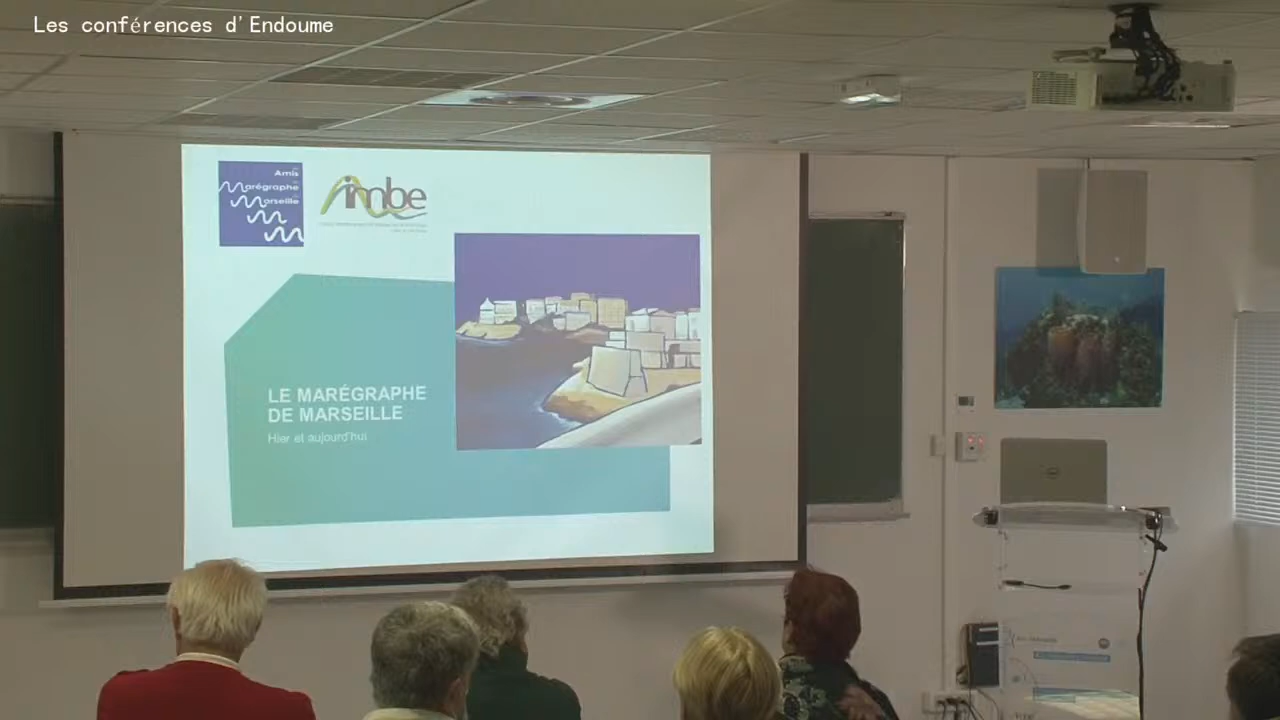 Les conférences d'Endoume
Amis
Marégraphe
Marseille
imbe
LE MARÉGRAPHE
DE MARSEILLE
Hier et aujourd'hui